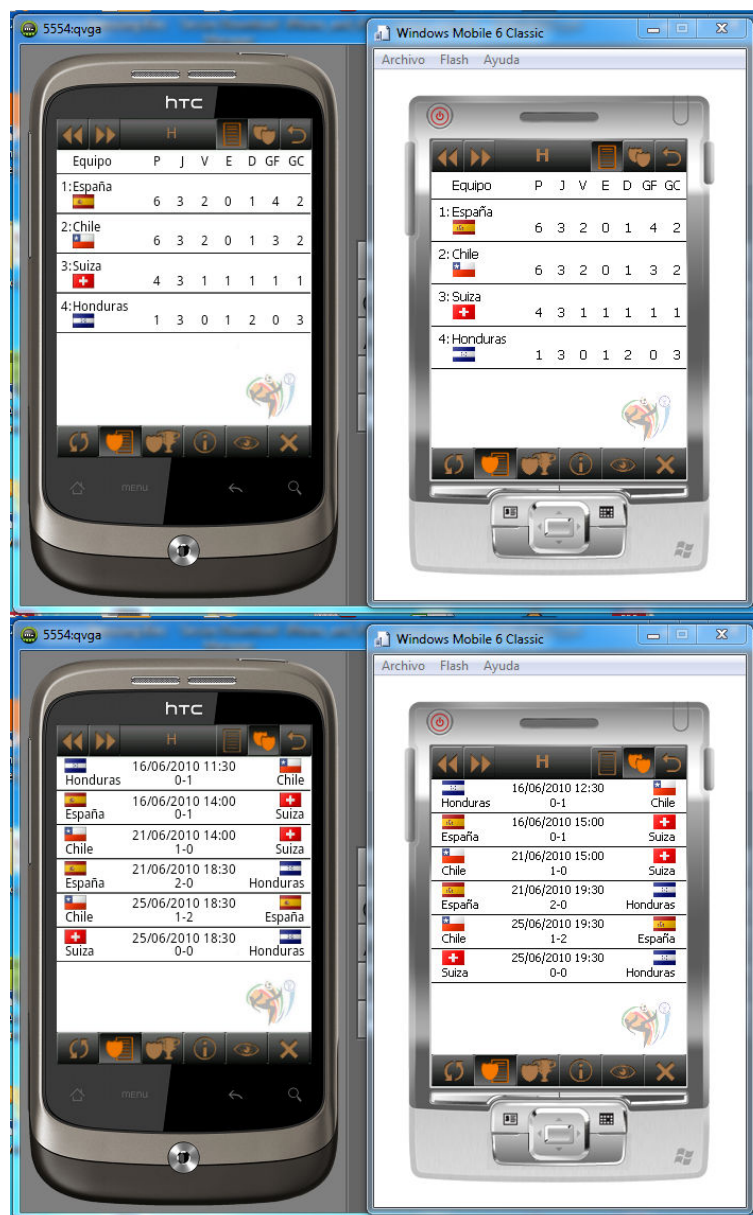 5554:qvga
htc
H
Equipo P J V E D GF GC
1:España
6 3 2 0 1 4 2
2:Chile
6 3 2 0 1 3 2
3:Suiza
4 3 1 1 1 1 1
4:Honduras
1 3 0 1 2 0 3
MENU
Windows Mobile 6 Classic
Archivo Flash Ayuda
H
Equipo P J V E D GF GC
1: España
6 3 2 0 1 4 2
2: Chile
6 3 2 0 1 3 2
3: Suiza
4 3 1 1 1 1 1
4: Honduras
1 3 0 1 2 0 3
5554:qvga
htc
H
16/06/2010 11:30
Honduras 0-1 Chile
16/06/2010 14:00
España 0-1 Suiza
21/06/2010 14:00
Chile 1-0 Suiza
21/06/2010 18:30
España 2-0 Honduras
25/06/2010 18:30
Chile 1-2 España
25/06/2010 18:30
Suiza 0-0 Honduras
MENU
Windows Mobile 6 Classic
Archivo Flash Ayuda
H
16/06/2010 12:30
Honduras 0-1 Chile
16/06/2010 15:00
España 0-1 Suiza
21/06/2010 15:00
Chile 1-0 Suiza
21/06/2010 19:30
España 2-0 Honduras
25/06/2010 19:30
Chile 1-2 España
25/06/2010 19:30
Suiza 0-0 Honduras